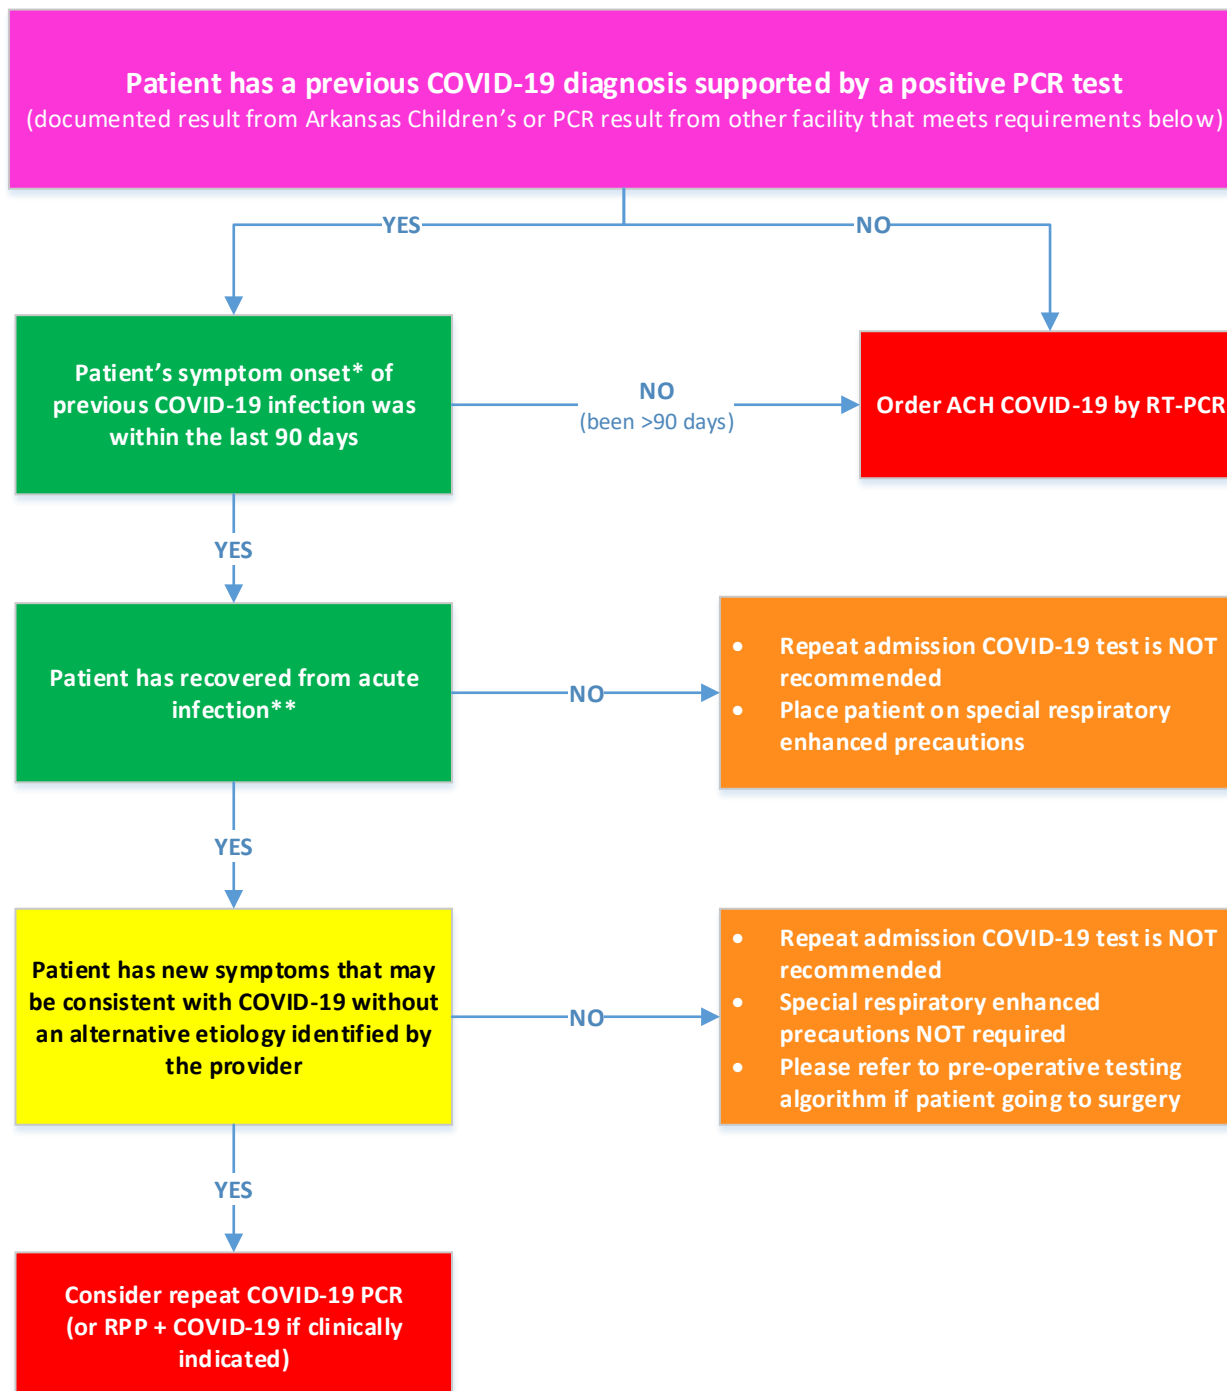 Patient has a previous COVID-19 diagnosis supported by a positive PCR test
(documented result from Arkansas Children’s or PCR result from other facility that meets requirements below)
YES
NO
Patient’s symptom onset* of
previous COVID-19 infection was
within the last 90 days
NO
(been >90 days)
Order ACH COVID-19 by RT-PCR
YES
Patient has recovered from acute
infection**
NO
• Repeat admission COVID-19 test is NOT
recommended
• Place patient on special respiratory
enhanced precautions
YES
Patient has new symptoms that may
be consistent with COVID-19 without
an alternative etiology identified by
the provider
NO
• Repeat admission COVID-19 test is NOT
recommended
• Special respiratory enhanced
precautions NOT required
• Please refer to pre-operative testing
algorithm if patient going to surgery
YES
Consider repeat COVID-19 PCR
(or RPP + COVID-19 if clinically
indicated)